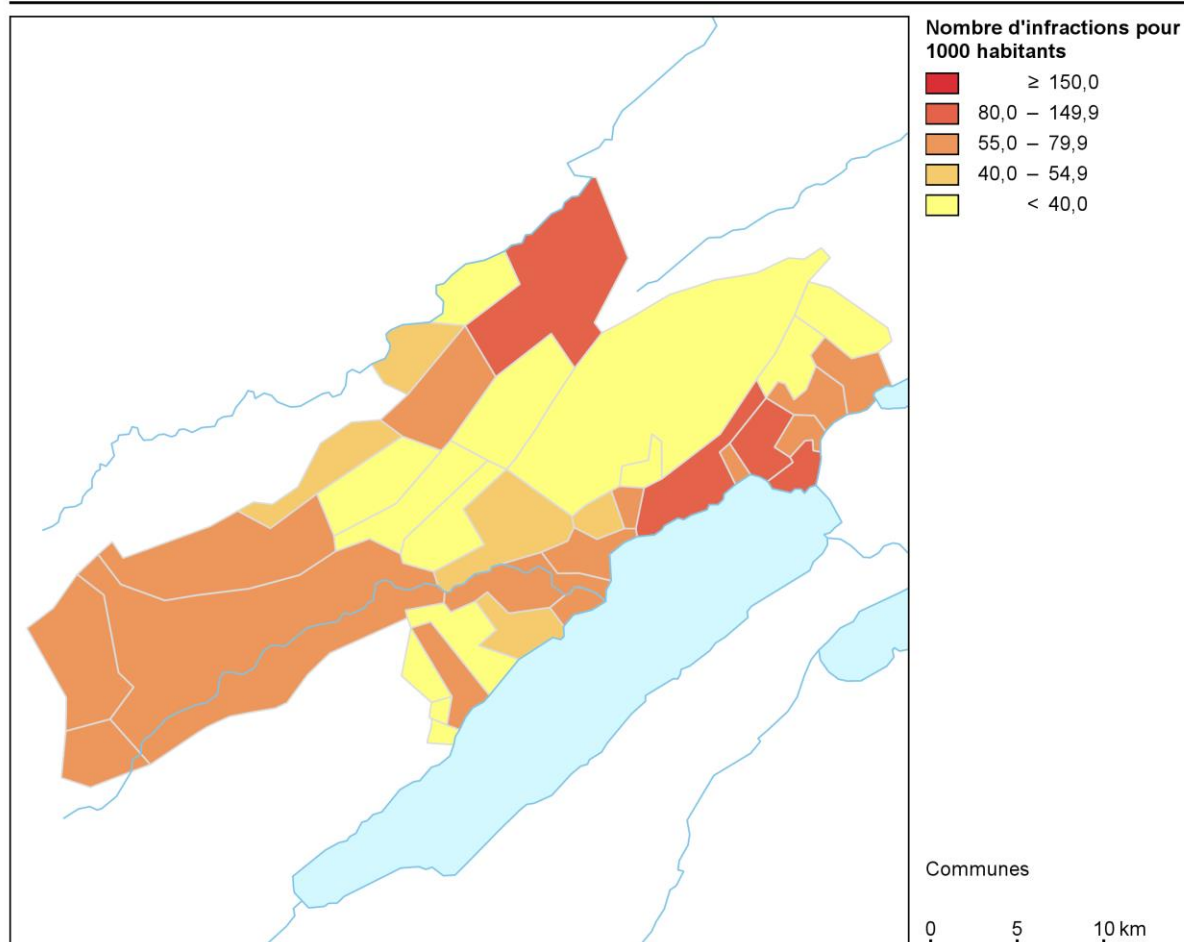 Nombre d'infractions pour
1000 habitants
≥ 150,0
80,0 – 149,9
55,0 – 79,9
40,0 – 54,9
< 40,0
Communes
0 5 10 km